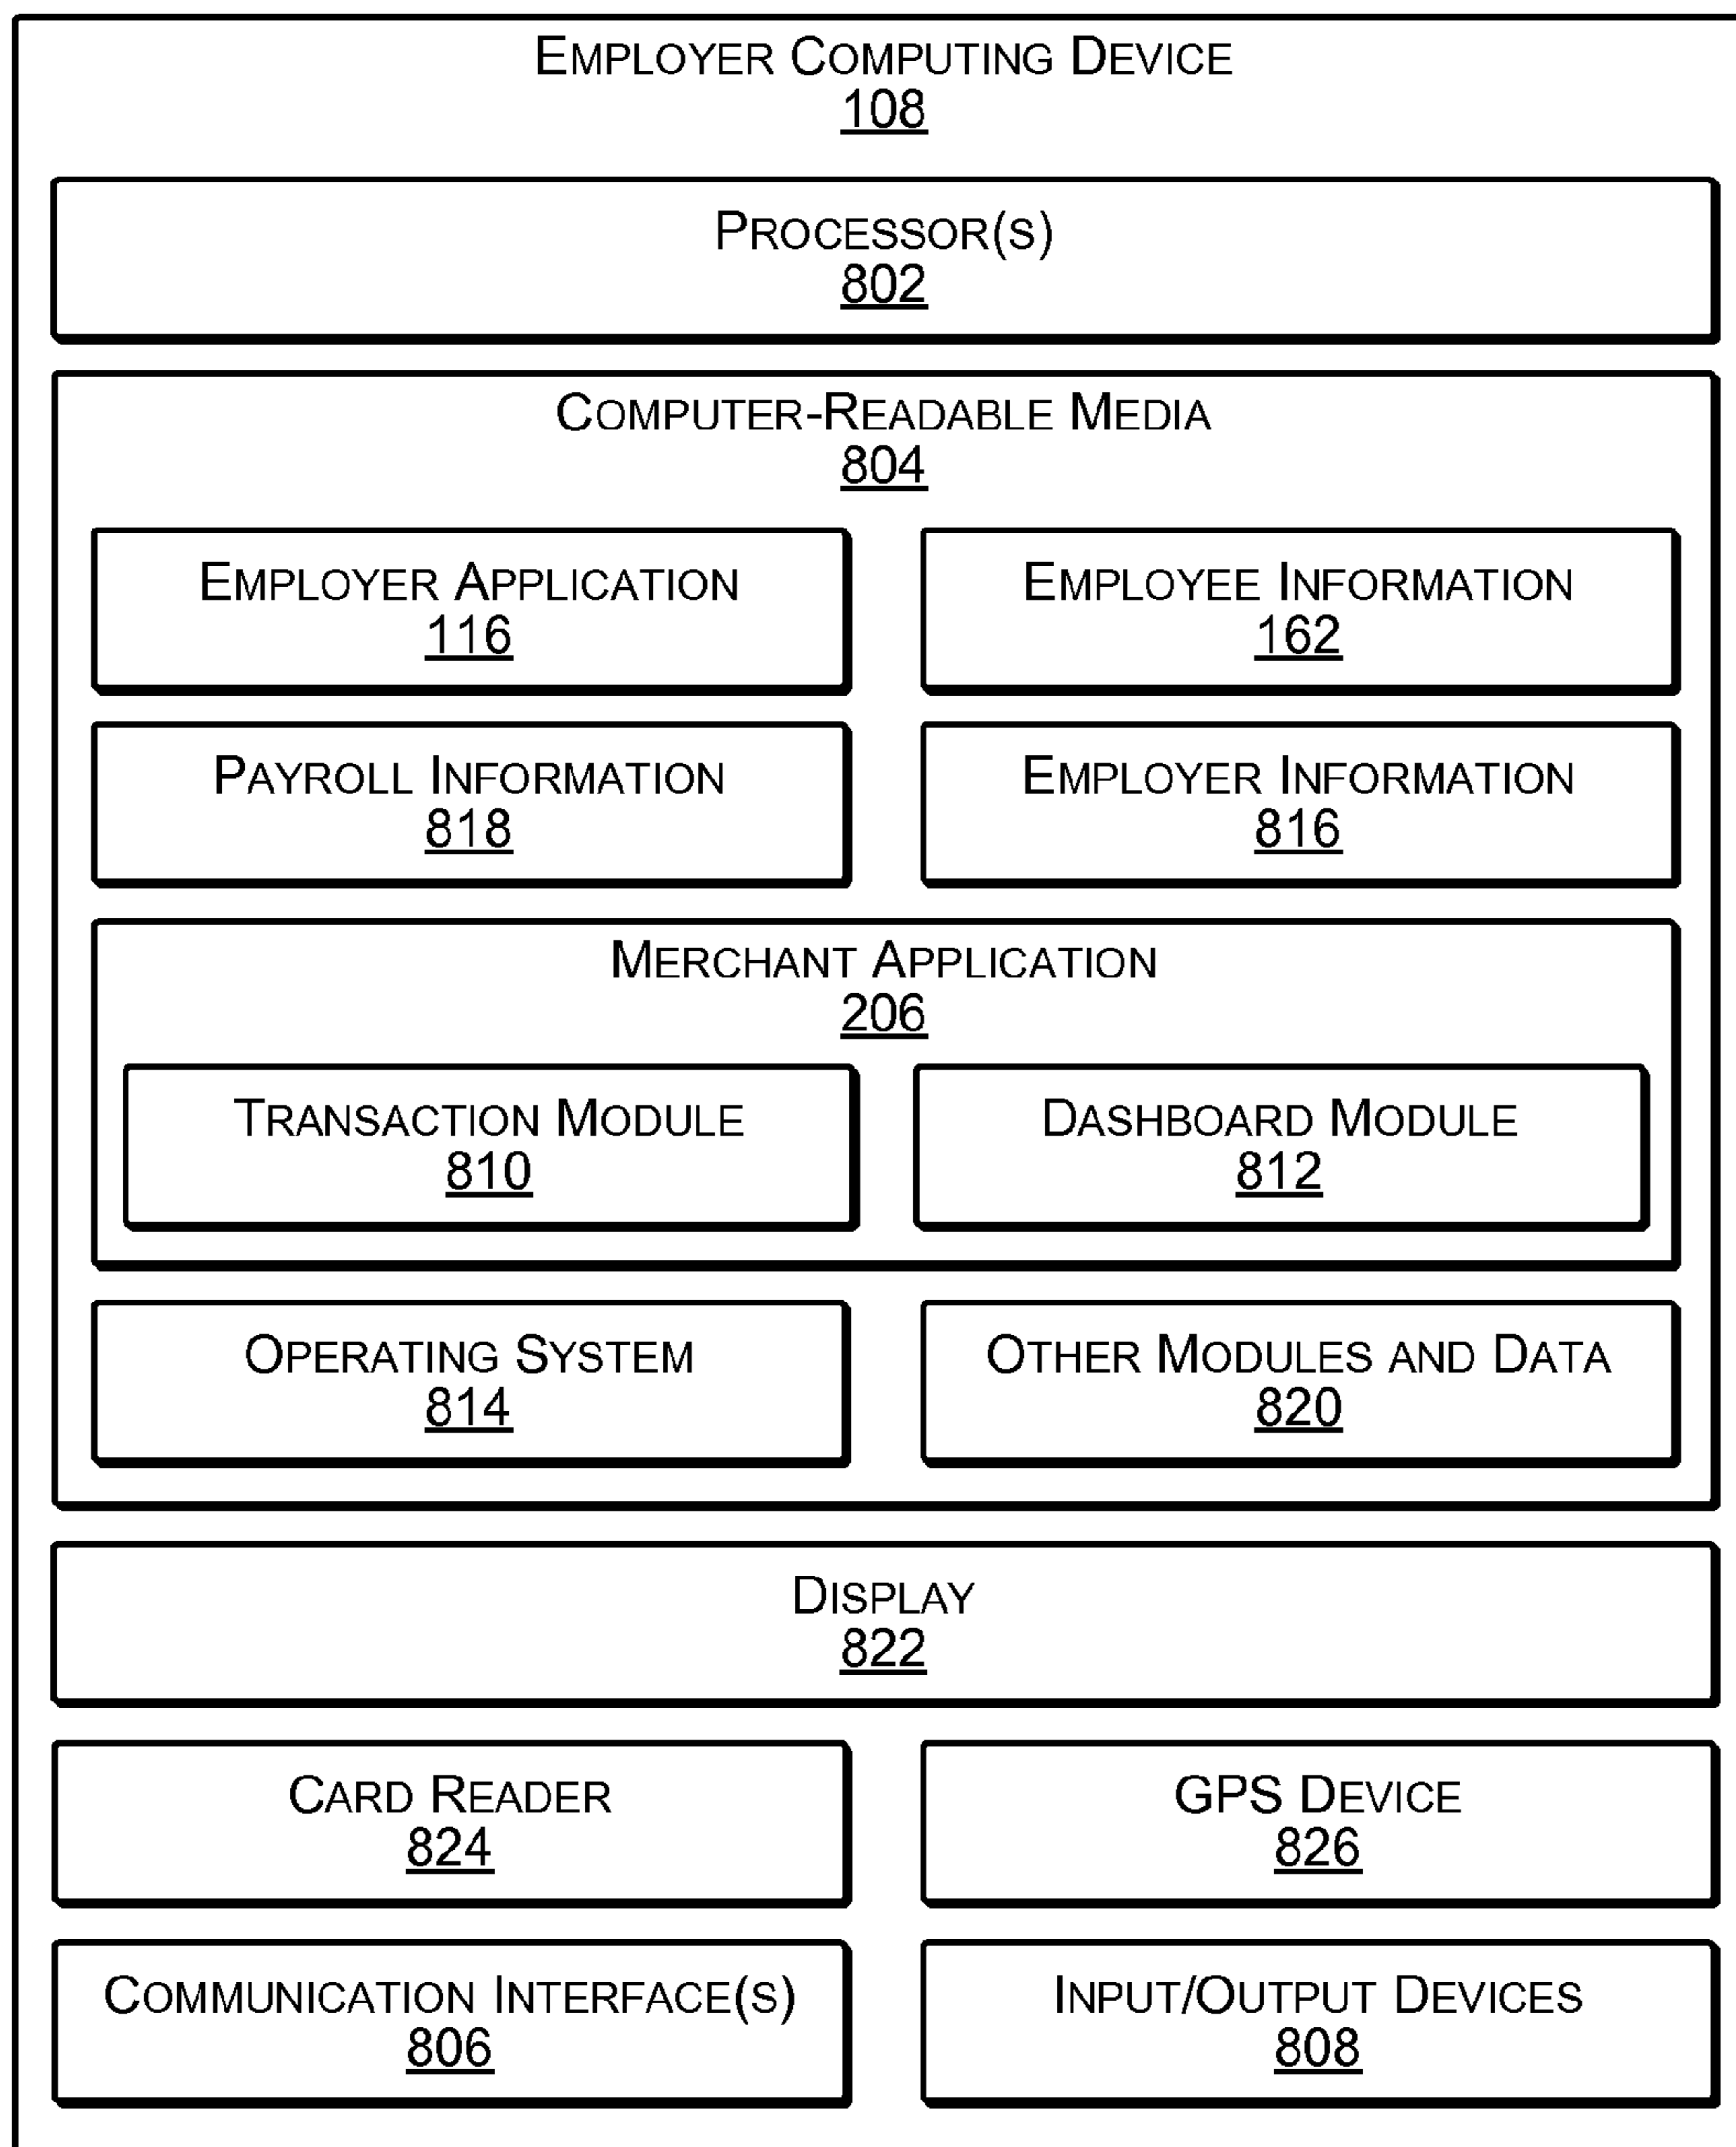 EMPLOYER COMPUTING DEVICE
108
PROCESSOR(S)
802
COMPUTER-READABLE MEDIA
804
EMPLOYER APPLICATION
116
EMPLOYEE INFORMATION
162
PAYROLL INFORMATION
818
EMPLOYER INFORMATION
816
MERCHANT APPLICATION
206
TRANSACTION MODULE
810
DASHBOARD MODULE
812
OPERATING SYSTEM
814
OTHER MODULES AND DATA
820
DISPLAY
822
CARD READER
824
GPS DEVICE
826
COMMUNICATION INTERFACE(S)
806
INPUT/OUTPUT DEVICES
808